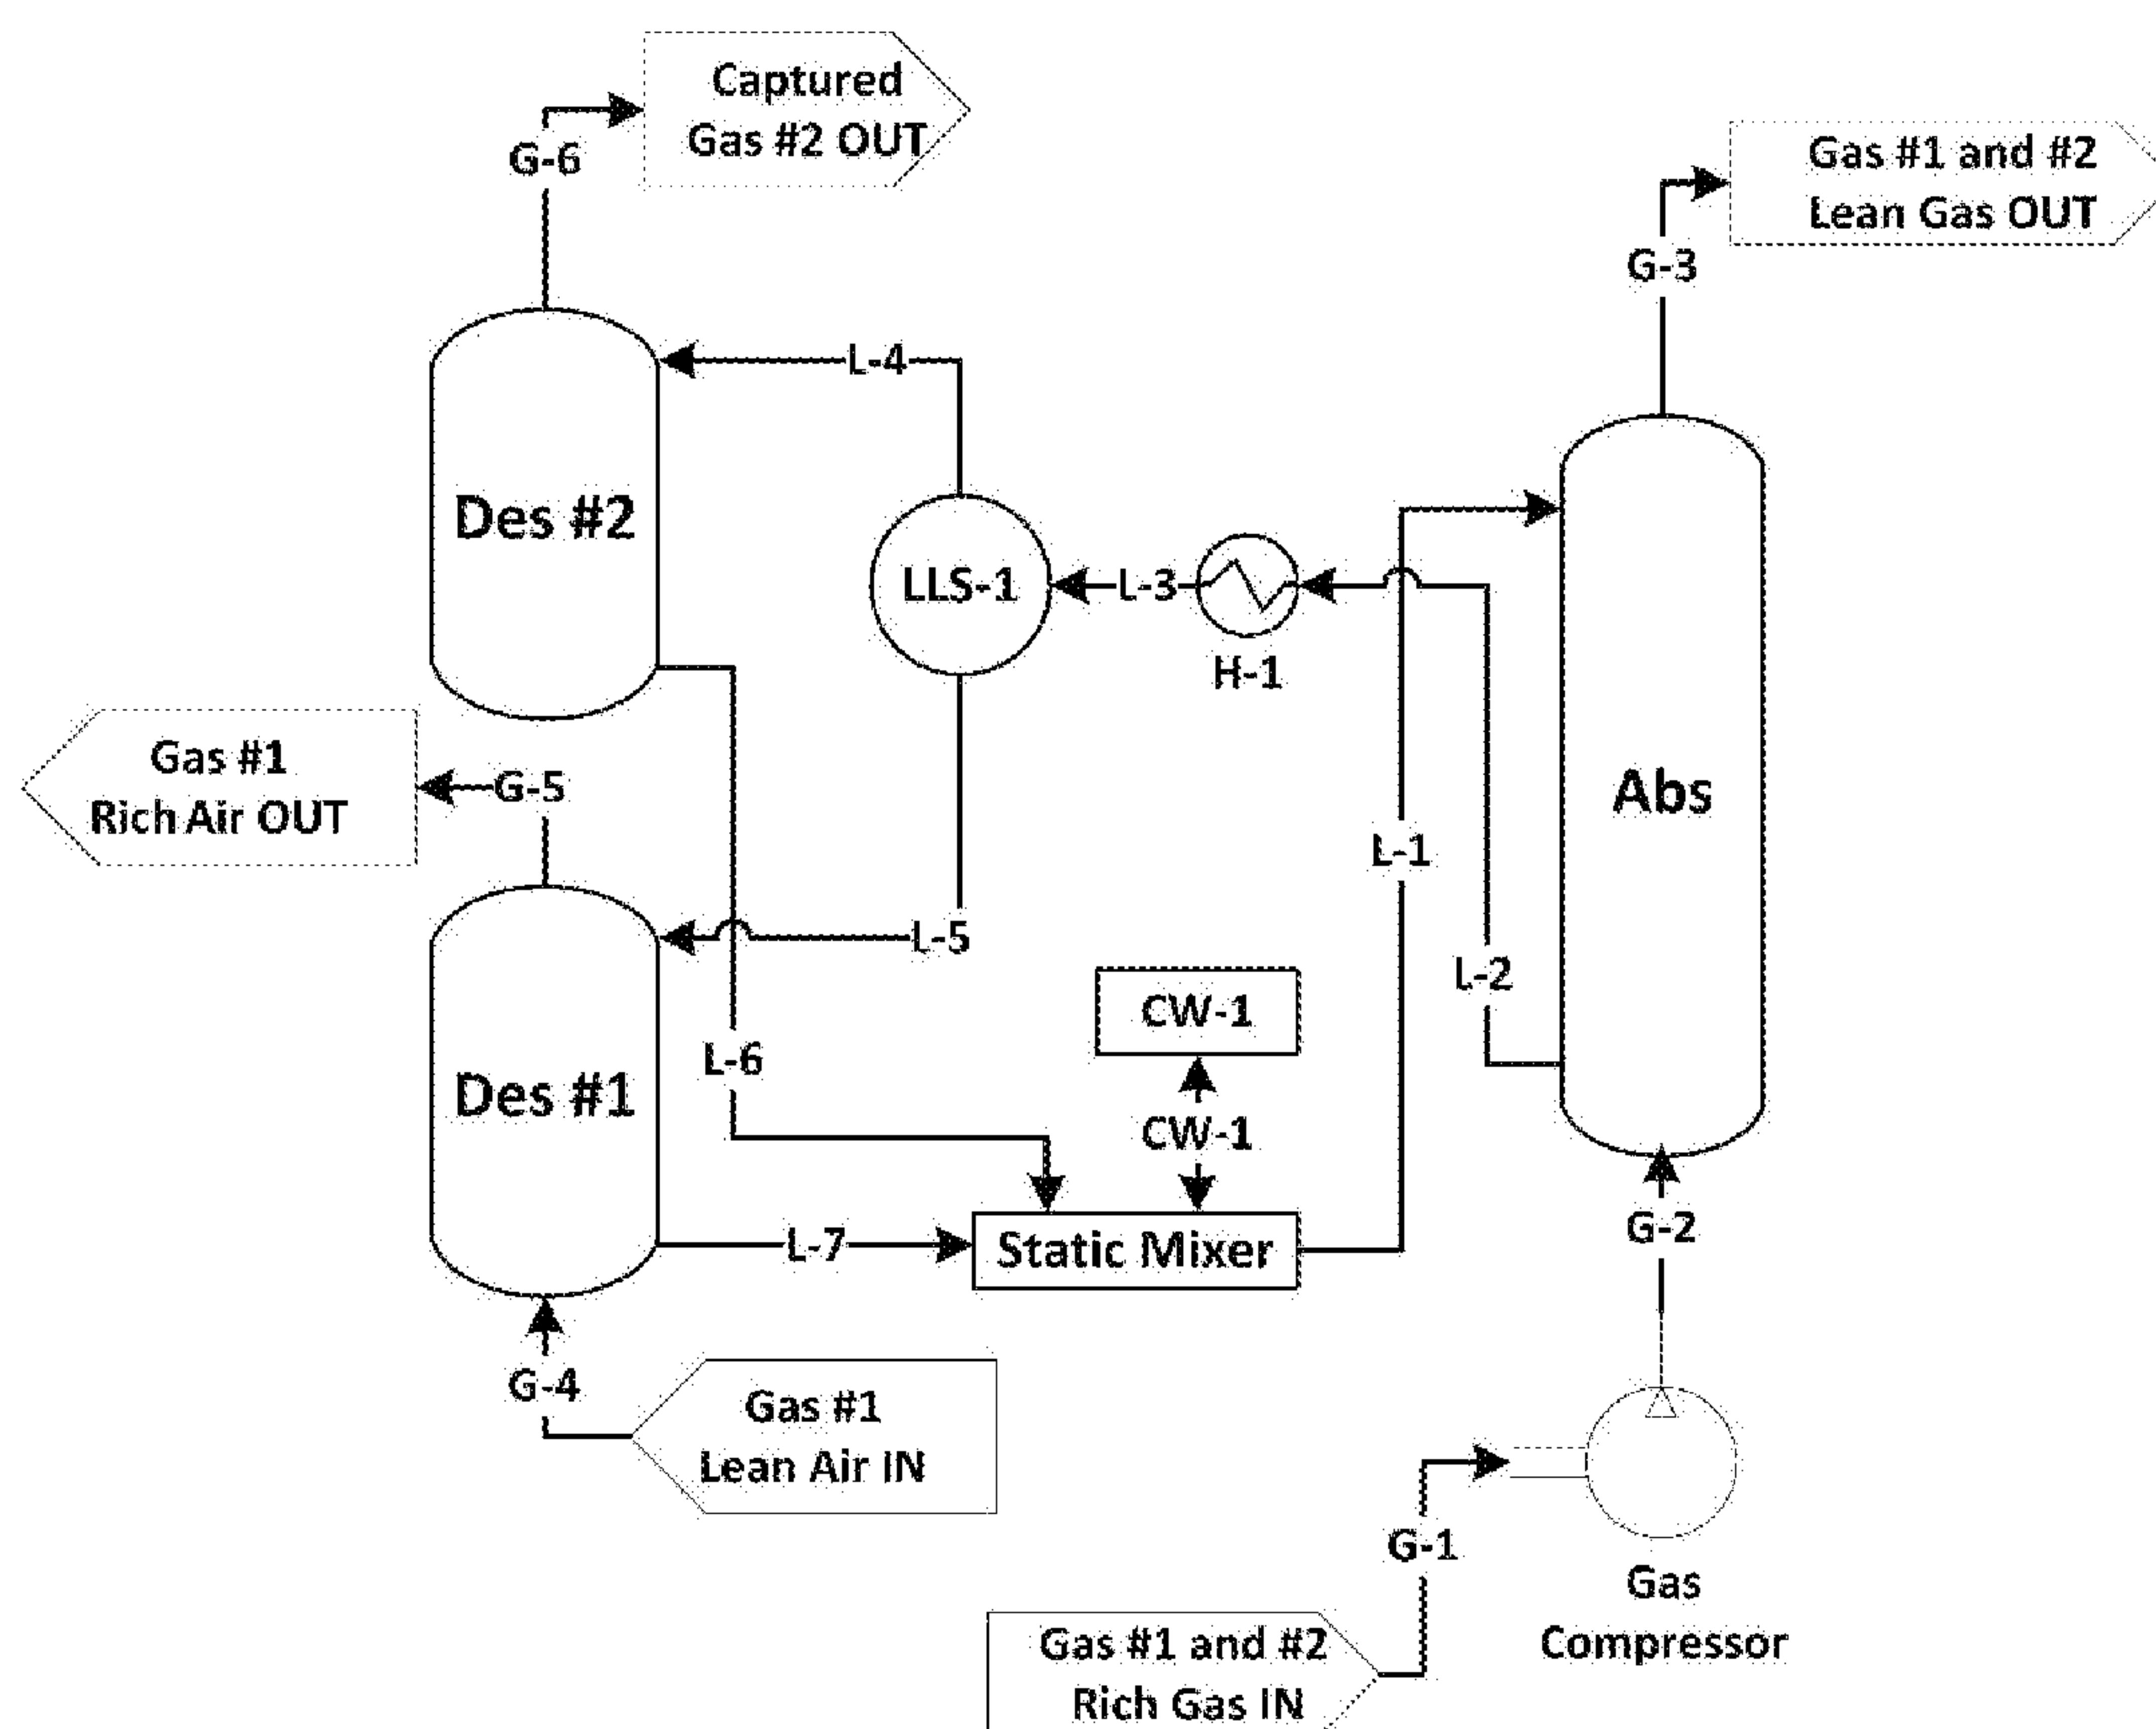 Captured
Gas #2 OUT
G-6
Gas #1 and #2
Lean Gas OUT
G-3
L-4
Des #2
LLS-1
L-3
H-1
Gas #1
Rich Air OUT
G-5
Abs
L-1
L-5
L-2
CW-1
L-6
Des #1
CW-1
L-7
Static Mixer
G-2
G-4
Gas #1
Lean Air IN
G-1
Gas
Compressor
Gas #1 and #2
Rich Gas IN